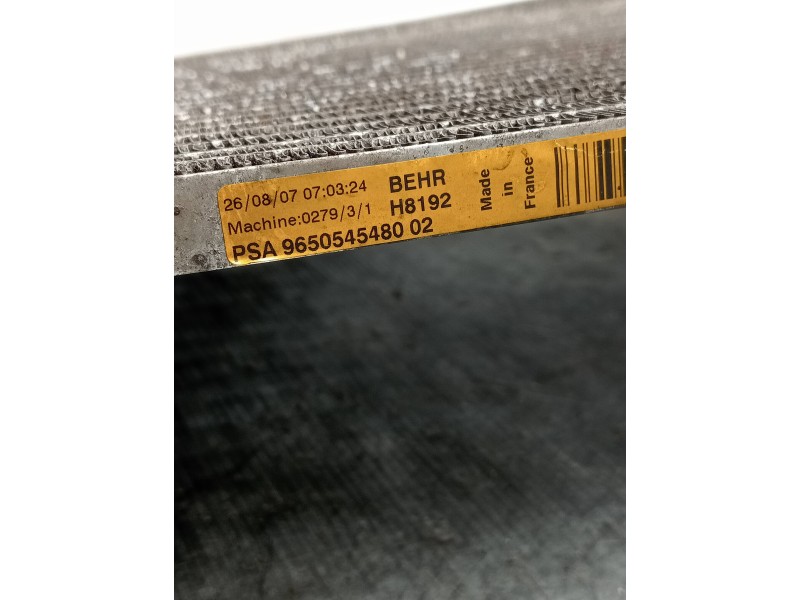 26/08/07 07:03:24 BEHR
Machine:0279/3/1 H8192
PSA 9650545480 02
Made
in
France